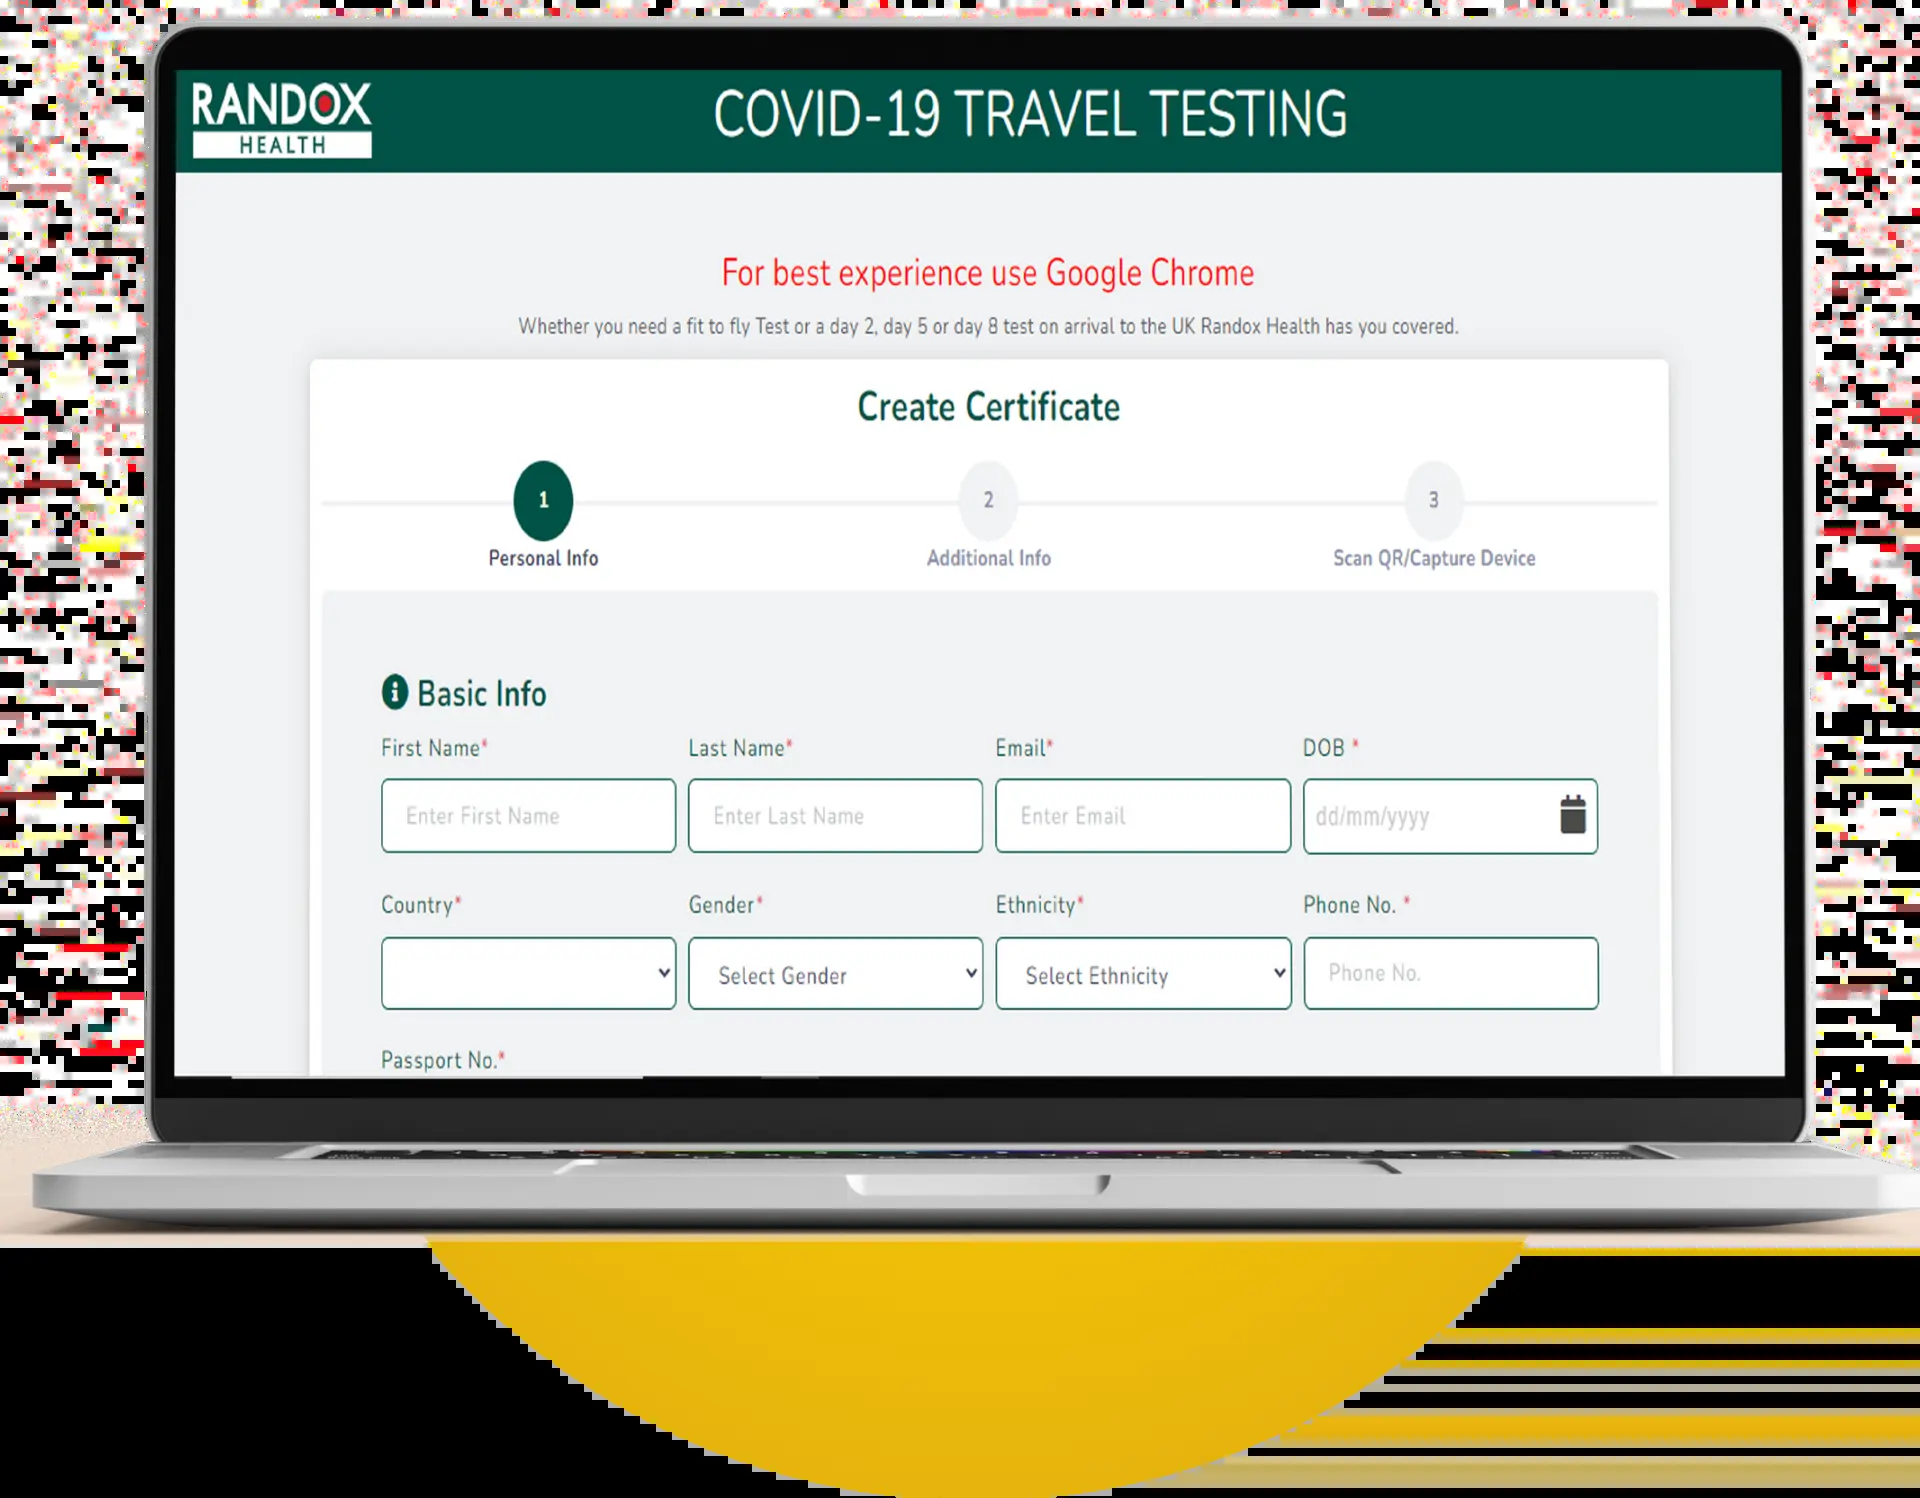 RANDOX
HEALTH
COVID-19 TRAVEL TESTING
For best experience use Google Chrome
Whether you need a fit to fly Test or a day 2, day 5 or day 8 test on arrival to the UK Randox Health has you covered.
Create Certificate
1 2 3
Personal Info Additional Info Scan QR/Capture Device
Basic Info
First Name* Last Name* Email* DOB *
Enter First Name Enter Last Name Enter Email dd/mm/yyyy
Country* Gender* Ethnicity* Phone No. *
Select Gender Select Ethnicity Phone No.
Passport No.*